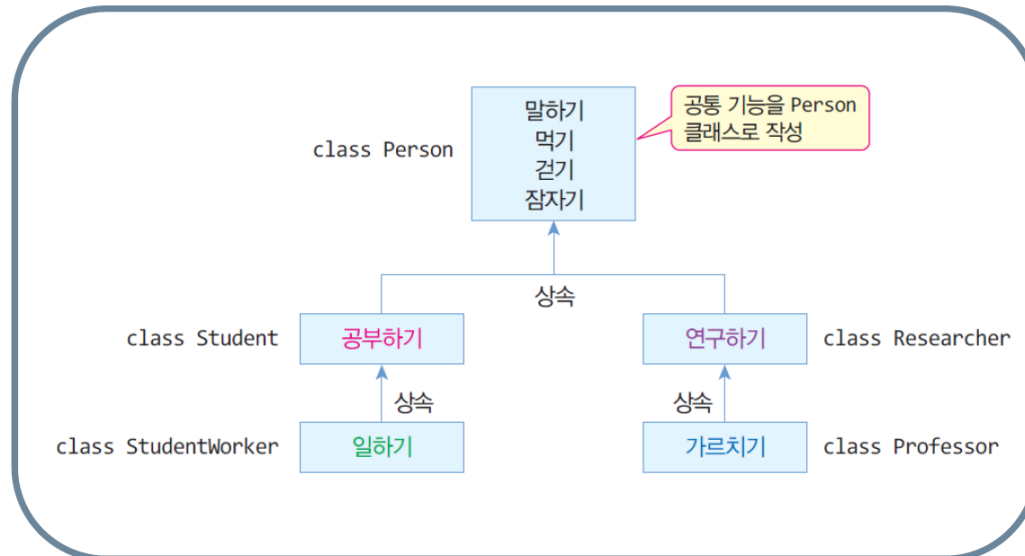 말하기
먹기
걷기
잠자기
class Person
공통 기능을 Person
클래스로 작성
상속
class Student
공부하기
연구하기
class Researcher
상속
상속
class StudentWorker
일하기
가르치기
class Professor